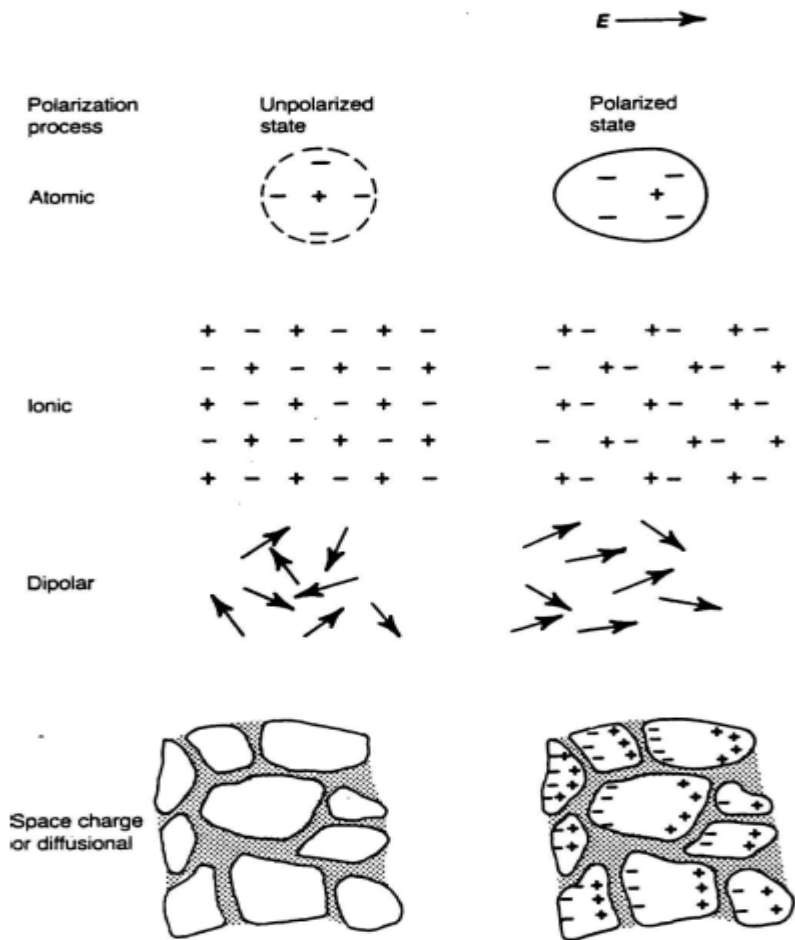 E
Polarization
process
Unpolarized
state
Polarized
state
Atomic
−
− + −
−
− −
+
− −
+ − + − + −
+ − + − + −
− + − + − +
− + − + − +
Ionic
+ − + − + −
+ − + − + −
− + − + − +
− + − + − +
+ − + − + −
+ − + − + −
Dipolar
Space charge
or diffusional